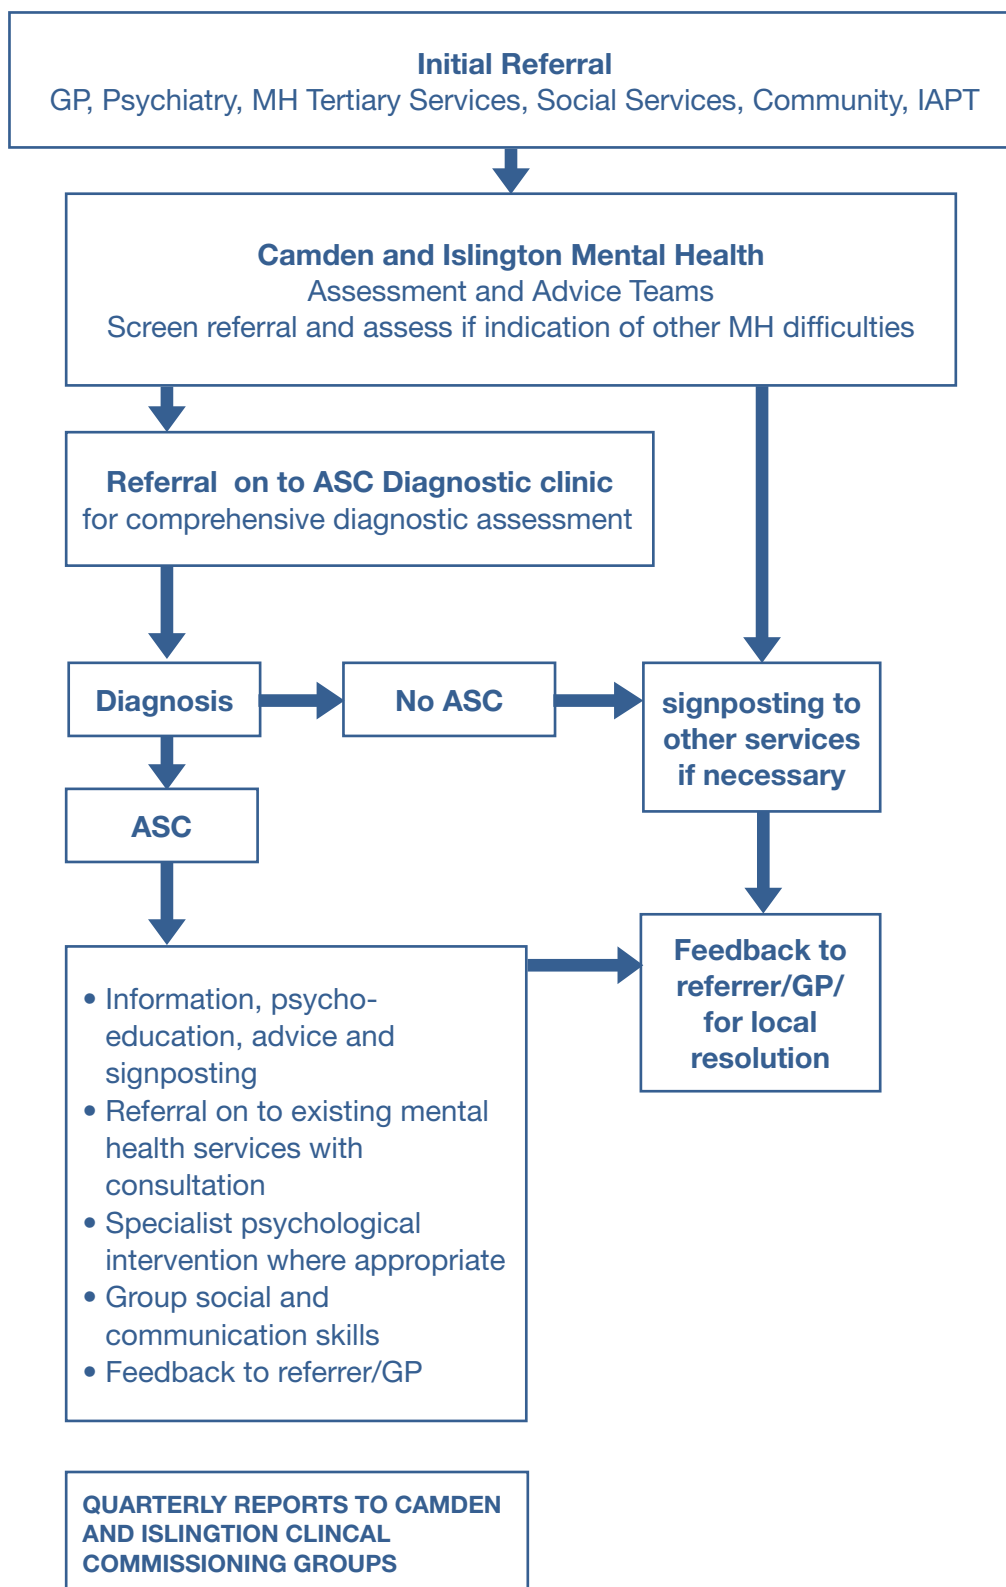 Initial Referral
GP, Psychiatry, MH Tertiary Services, Social Services, Community, IAPT
Camden and Islington Mental Health
Assessment and Advice Teams
Screen referral and assess if indication of other MH difficulties
Referral on to ASC Diagnostic clinic
for comprehensive diagnostic assessment
Diagnosis
No ASC
signposting to
other services
if necessary
ASC
Feedback to
referrer/GP/
for local
resolution
• Information, psycho-
education, advice and
signposting
• Referral on to existing mental
health services with
consultation
• Specialist psychological
intervention where appropriate
• Group social and
communication skills
• Feedback to referrer/GP
QUARTERLY REPORTS TO CAMDEN
AND ISLINGTION CLINCAL
COMMISSIONING GROUPS